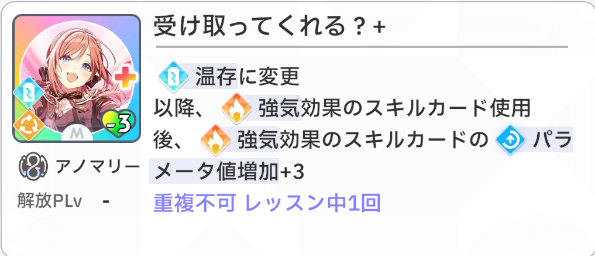 受け取ってくれる？+
温存に変更
以降、強気効果のスキルカード使用
後、強気効果のスキルカードのパラ
メータ値増加+3
重複不可 レッスン中1回
M
-3
アノマリー
解放PLv -